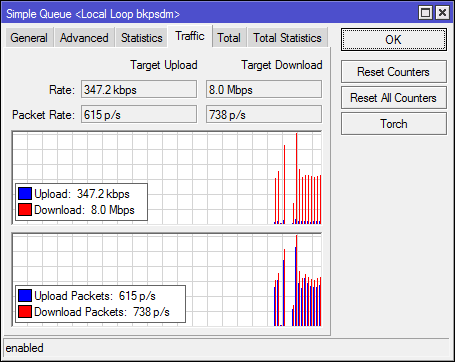 Simple Queue <Local Loop bkpsdm>
General Advanced Statistics Traffic Total Total Statistics
Target Upload Target Download
Rate: 347.2 kbps 8.0 Mbps
Packet Rate: 615 p/s 738 p/s
Upload: 347.2 kbps
Download: 8.0 Mbps
Upload Packets: 615 p/s
Download Packets: 738 p/s
OK
Reset Counters
Reset All Counters
Torch
enabled